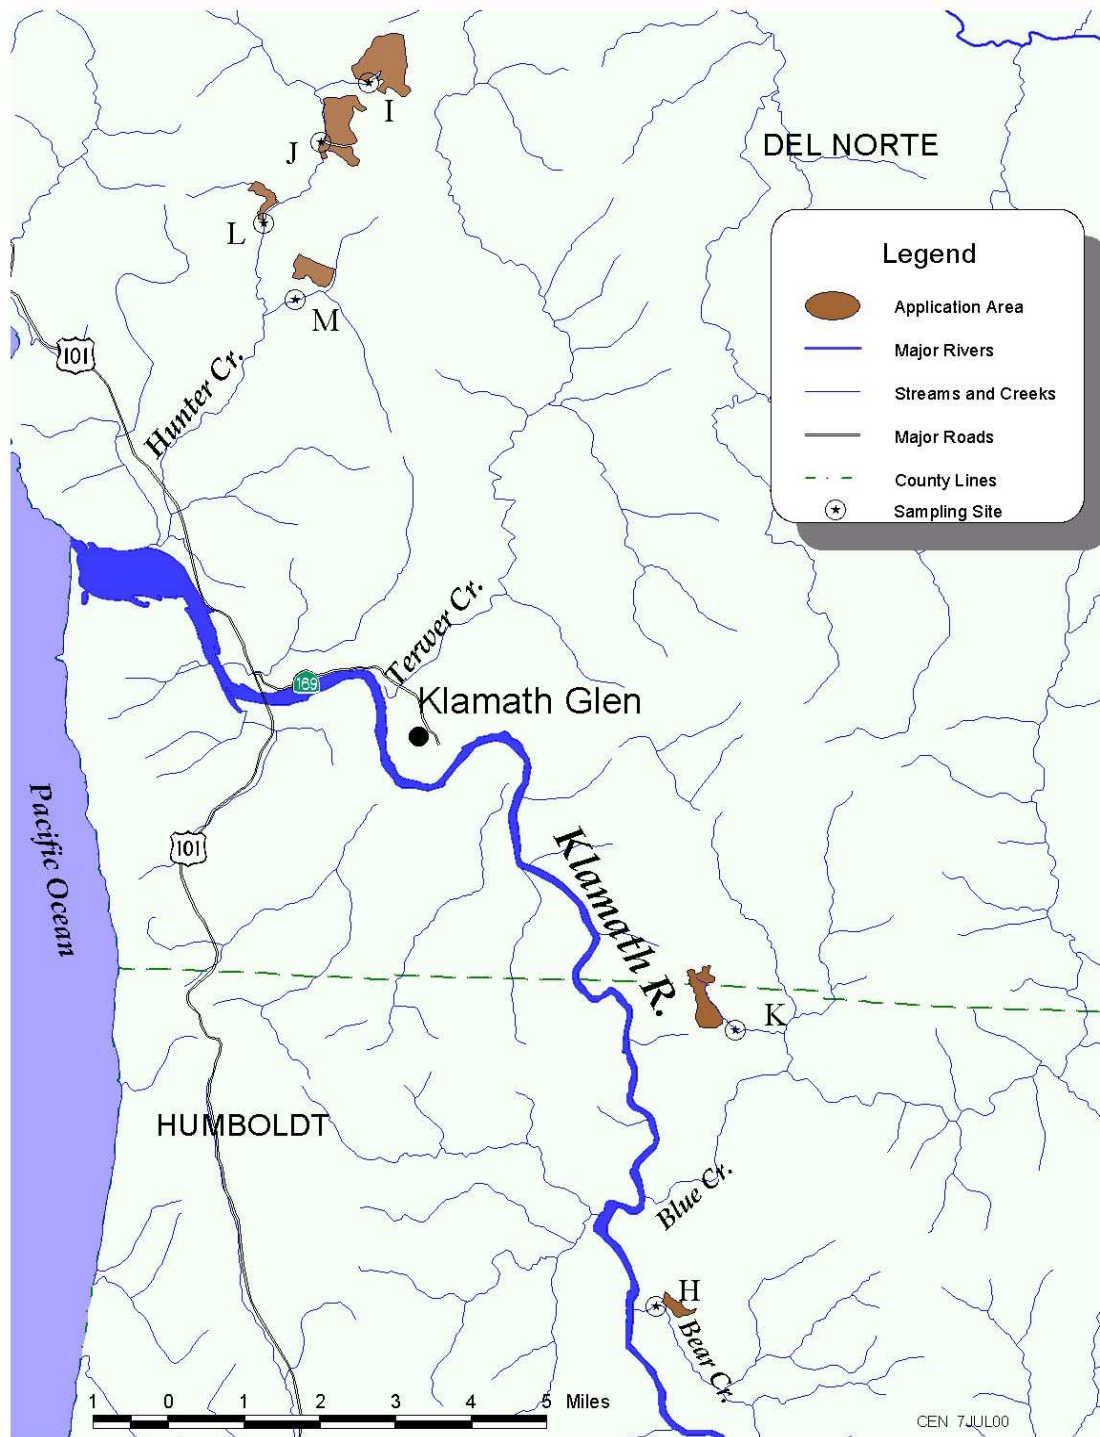 I
J
DEL NORTE
L
M
Legend
Application Area
Major Rivers
Streams and Creeks
Major Roads
County Lines
Sampling Site
101
Hunter Cr.
Terwer Cr.
169
Klamath Glen
Pacific Ocean
101
Klamath R.
K
HUMBOLDT
Blue Cr.
H
Bear Cr.
1 0 1 2 3 4 5 Miles
CEN 7JUL00